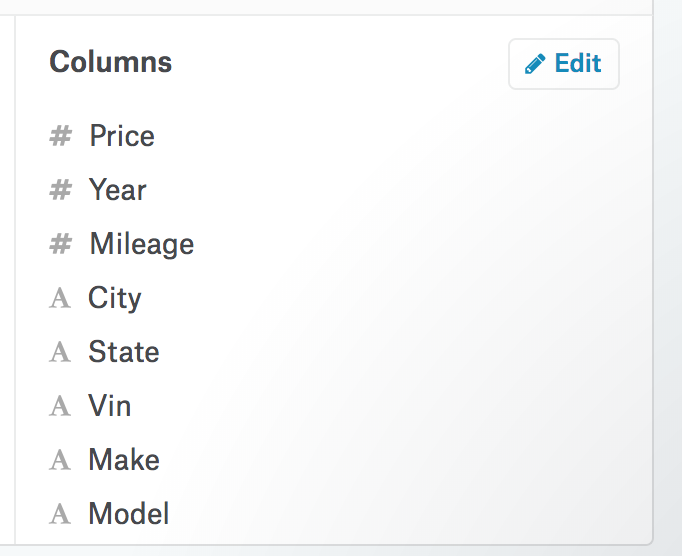 Columns Edit
# Price
# Year
# Mileage
A City
A State
A Vin
A Make
A Model